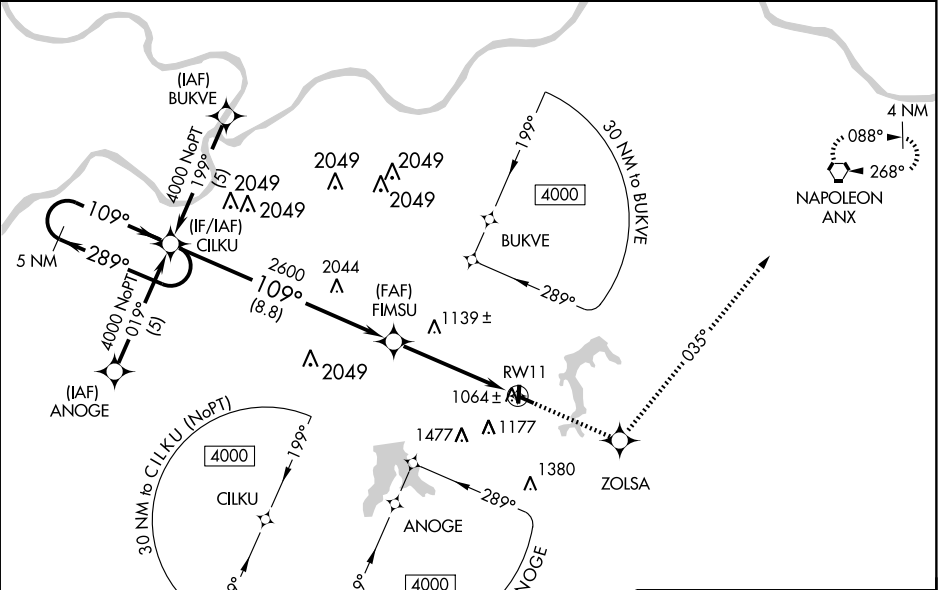 (IAF)
BUKVE
4000 NoPT
199°
(5)
2049
2049
2049
2049
2049
(IF/IAF)
CILKU
109°
289°
5 NM
4000 NoPT
019°
(5)
(IAF)
ANOGE
2600
109°
(8.8)
2044
(FAF)
FIMSU
1139 ±
2049
RW11
1064 ±
1477
1177
1380
ZOLSA
035°
4 NM
088°
268°
NAPOLEON
ANX
30 NM to BUKVE
199°
4000
BUKVE
289°
30 NM to CILKU (NoPT)
4000
199°
CILKU
9°
289°
ANOGE
9°
4000
NOGE